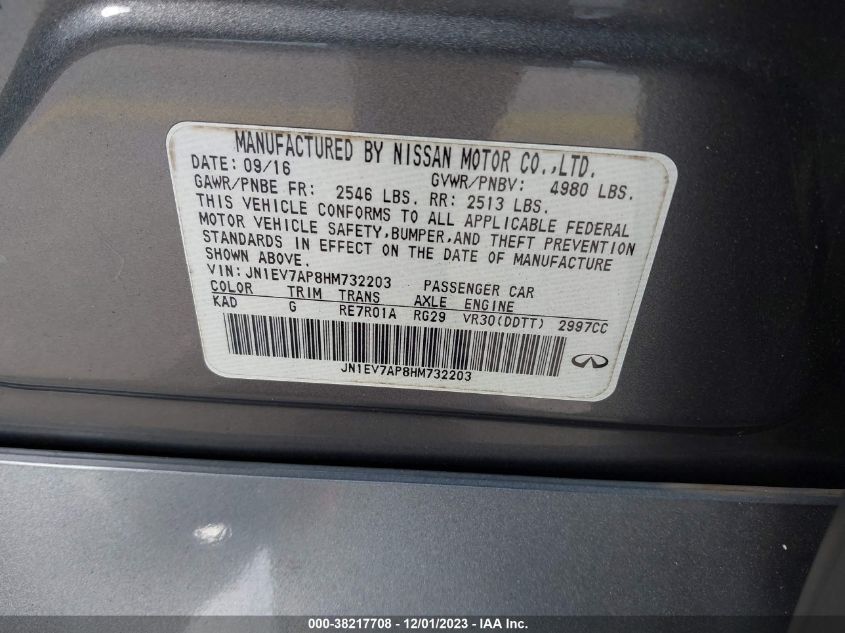 MANUFACTURED BY NISSAN MOTOR CO.,LTD.
DATE: 09/16 GVWR/PNBV: 4980 LBS.
GAWR/PNBE FR: 2546 LBS. RR: 2513 LBS.
THIS VEHICLE CONFORMS TO ALL APPLICABLE FEDERAL
MOTOR VEHICLE SAFETY,BUMPER,AND THEFT PREVENTION
STANDARDS IN EFFECT ON THE DATE OF MANUFACTURE
SHOWN ABOVE.
VIN: JN1EV7AP8HM732203 PASSENGER CAR
COLOR TRIM TRANS AXLE ENGINE
KAD G RE7R01A RG29 VR30(DDTT) 2997CC
JN1EV7AP8HM732203
000-38217708 - 12/01/2023 - IAA Inc.